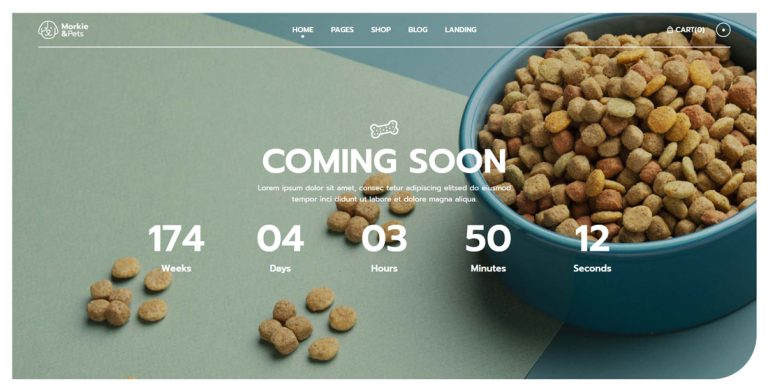 Morkie
&Pets
HOME PAGES SHOP BLOG LANDING
CART(0)
COMING SOON
Lorem ipsum dolor sit amet, consec tetur adipiscing elitsed do eiusmod
tempor inci didunt ut labore et dolore magna aliqua.
174 04 03 50 12
Weeks Days Hours Minutes Seconds